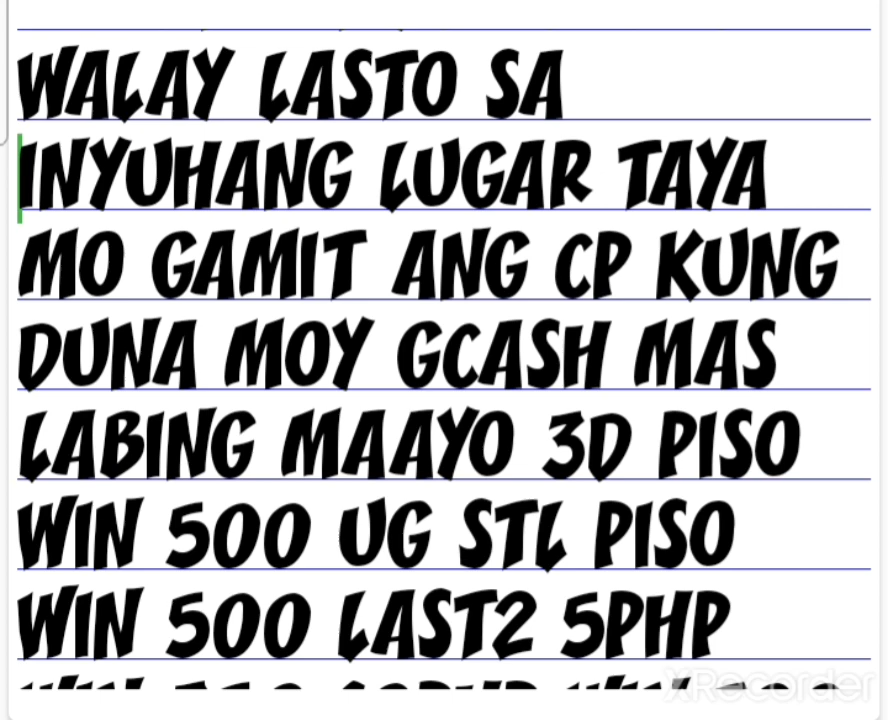 WALAY LASTO SA
INYUHANG LUGAR TAYA
MO GAMIT ANG CP KUNG
DUNA MOY GCASH MAS
LABING MAAYO 3D PISO
WIN 500 UG STL PISO
WIN 500 LAST2 5PHP
XRecorder